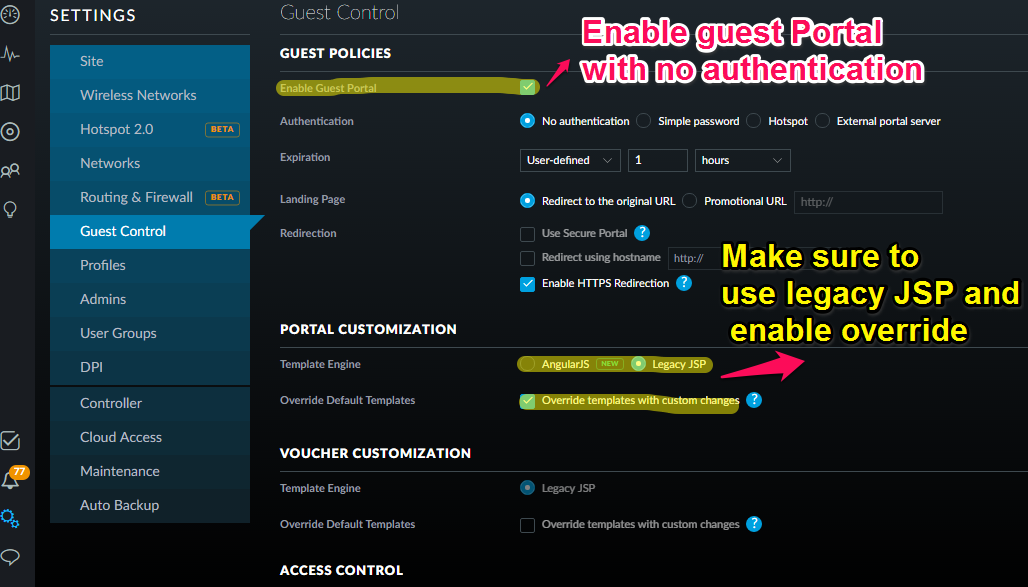 SETTINGS
Site
Wireless Networks
Hotspot 2.0 BETA
Networks
Routing & Firewall BETA
Guest Control
Profiles
Admins
User Groups
DPI
Controller
Cloud Access
Maintenance
Auto Backup
77
Guest Control
Enable guest Portal
with no authentication
GUEST POLICIES
Enable Guest Portal
Authentication No authentication Simple password Hotspot External portal server
Expiration User-defined 1 hours
Landing Page Redirect to the original URL Promotional URL http://
Redirection Use Secure Portal ?
Redirect using hostname http://
Enable HTTPS Redirection ?
Make sure to
use legacy JSP and
enable override
PORTAL CUSTOMIZATION
Template Engine AngularJS NEW Legacy JSP
Override Default Templates Override templates with custom changes ?
VOUCHER CUSTOMIZATION
Template Engine Legacy JSP
Override Default Templates Override templates with custom changes ?
ACCESS CONTROL